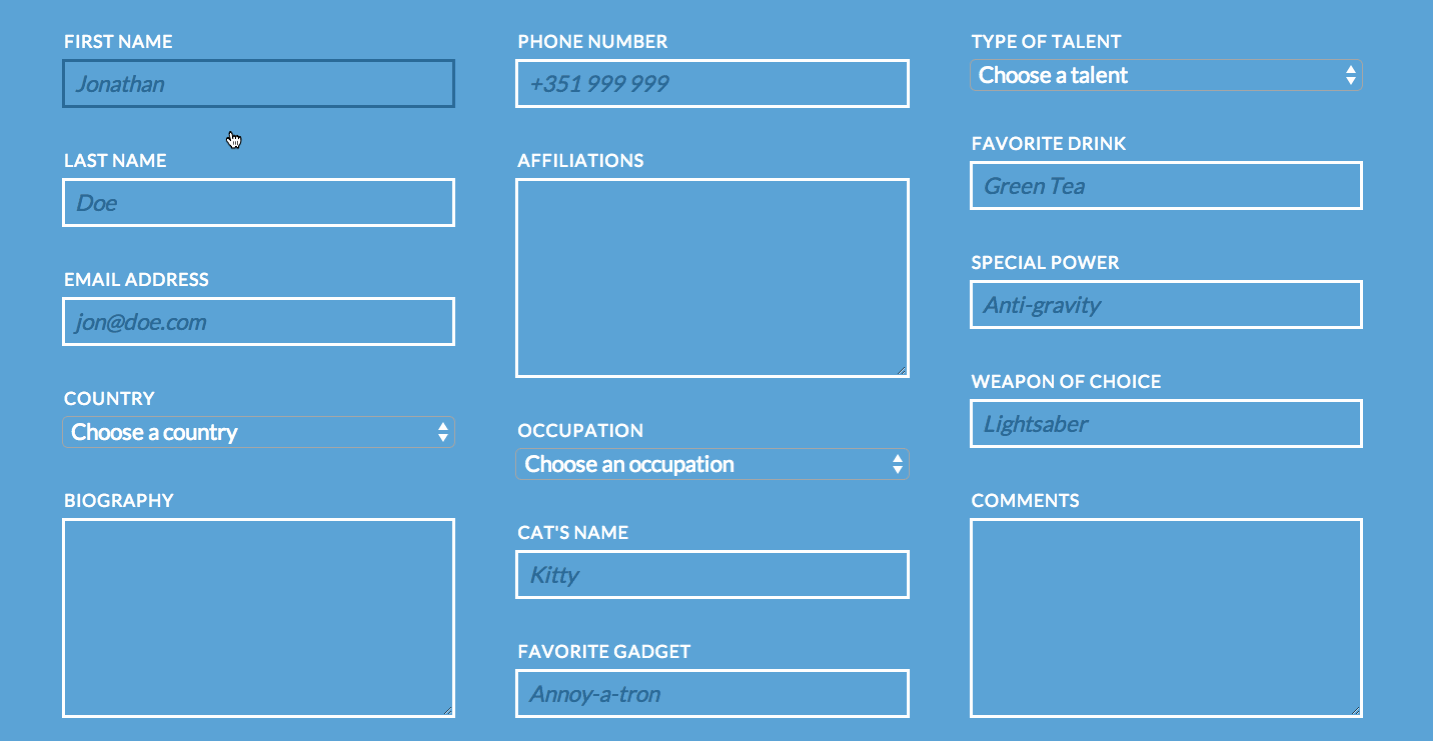 FIRST NAME
Jonathan
LAST NAME
Doe
EMAIL ADDRESS
jon@doe.com
COUNTRY
Choose a country
BIOGRAPHY
PHONE NUMBER
+351 999 999
AFFILIATIONS
OCCUPATION
Choose an occupation
CAT'S NAME
Kitty
FAVORITE GADGET
Annoy-a-tron
TYPE OF TALENT
Choose a talent
FAVORITE DRINK
Green Tea
SPECIAL POWER
Anti-gravity
WEAPON OF CHOICE
Lightsaber
COMMENTS